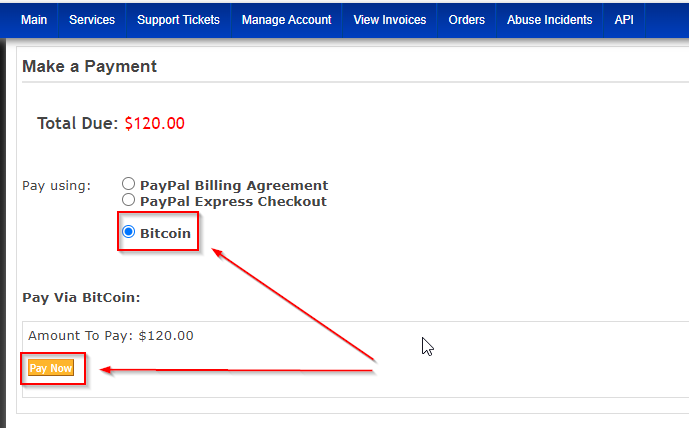 Main Services Support Tickets Manage Account View Invoices Orders Abuse Incidents API
Make a Payment
Total Due: $120.00
Pay using: PayPal Billing Agreement
PayPal Express Checkout
Bitcoin
Pay Via BitCoin:
Amount To Pay: $120.00
Pay Now